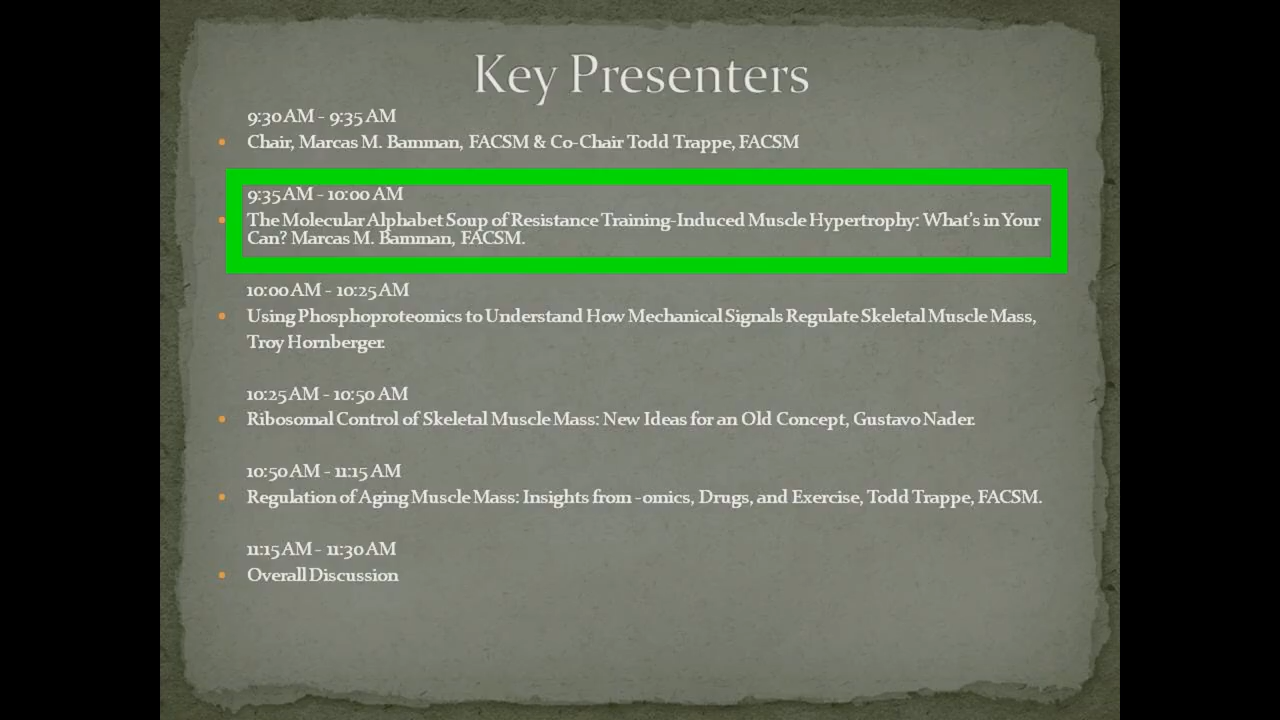 Key Presenters
9:30 AM - 9:35 AM
• Chair, Marcas M. Bamman, FACSM & Co-Chair Todd Trappe, FACSM
9:35 AM - 10:00 AM
• The Molecular Alphabet Soup of Resistance Training-Induced Muscle Hypertrophy: What's in Your
Can? Marcas M. Bamman, FACSM.
10:00 AM - 10:25 AM
• Using Phosphoproteomics to Understand How Mechanical Signals Regulate Skeletal Muscle Mass,
Troy Hornberger.
10:25 AM - 10:50 AM
• Ribosomal Control of Skeletal Muscle Mass: New Ideas for an Old Concept, Gustavo Nader.
10:50 AM - 11:15 AM
• Regulation of Aging Muscle Mass: Insights from -omics, Drugs, and Exercise, Todd Trappe, FACSM.
11:15 AM - 11:30 AM
• Overall Discussion